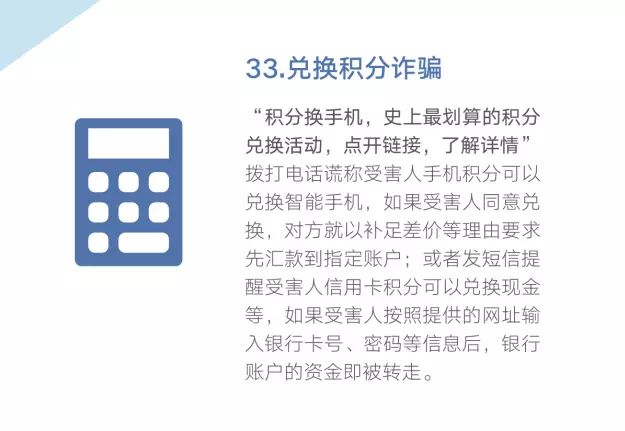 33.兑换积分诈骗
“积分换手机，史上最划算的积分
兑换活动，点开链接，了解详情”
拨打电话谎称受害人手机积分可以
兑换智能手机，如果受害人同意兑
换，对方就以补足差价等理由要求
先汇款到指定账户；或者发短信提
醒受害人信用卡积分可以兑换现金
等，如果受害人按照提供的网址输
入银行卡号、密码等信息后，银行
账户的资金即被转走。